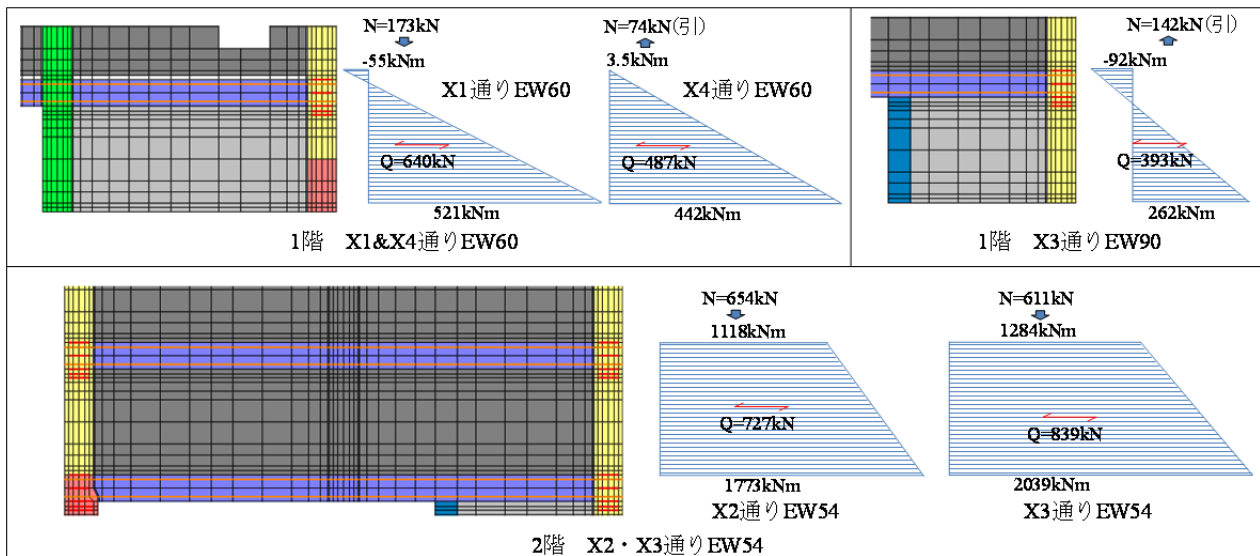 N=173kN
-55kNm
X1通りEW60
Q=640kN
521kNm
N=74kN(引)
3.5kNm
X4通りEW60
Q=487kN
442kNm
1階 X1&X4通りEW60
N=142kN(引)
-92kNm
Q=393kN
262kNm
1階 X3通りEW90
N=654kN
1118kNm
Q=727kN
1773kNm
X2通りEW54
N=611kN
1284kNm
Q=839kN
2039kNm
X3通りEW54
2階 X2・X3通りEW54